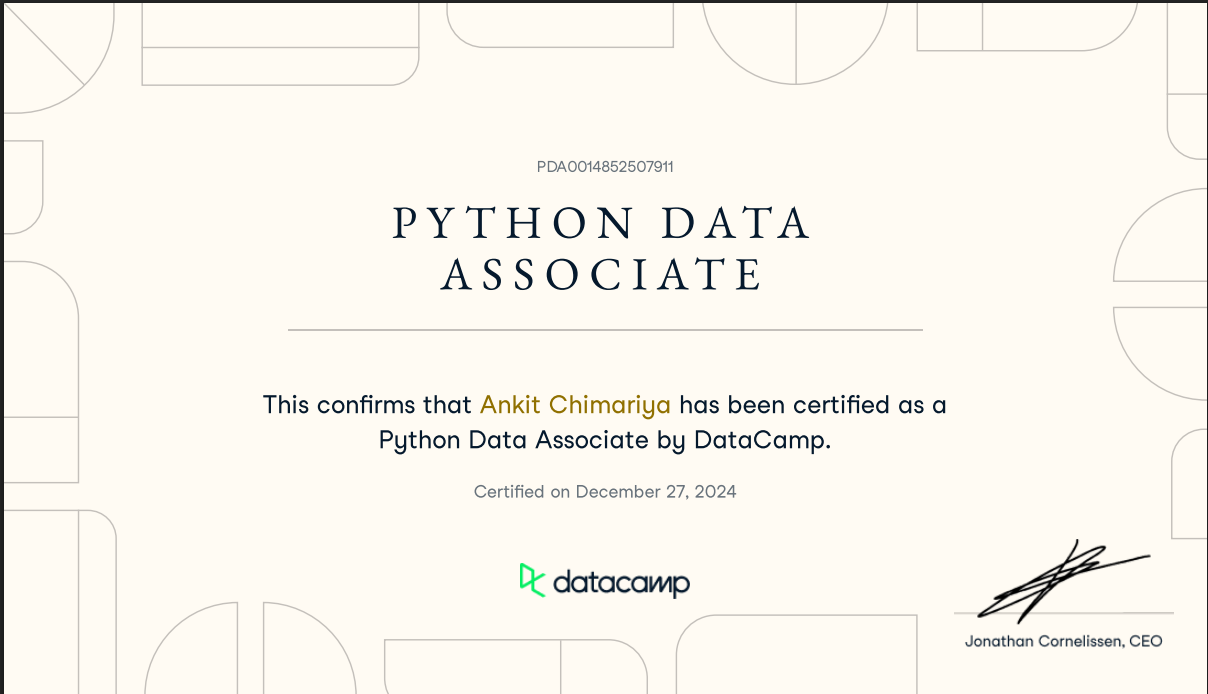 PDA0014852507911
PYTHON DATA
ASSOCIATE
This confirms that Ankit Chimariya has been certified as a
Python Data Associate by DataCamp.
Certified on December 27, 2024
datacamp
Jonathan Cornelissen, CEO